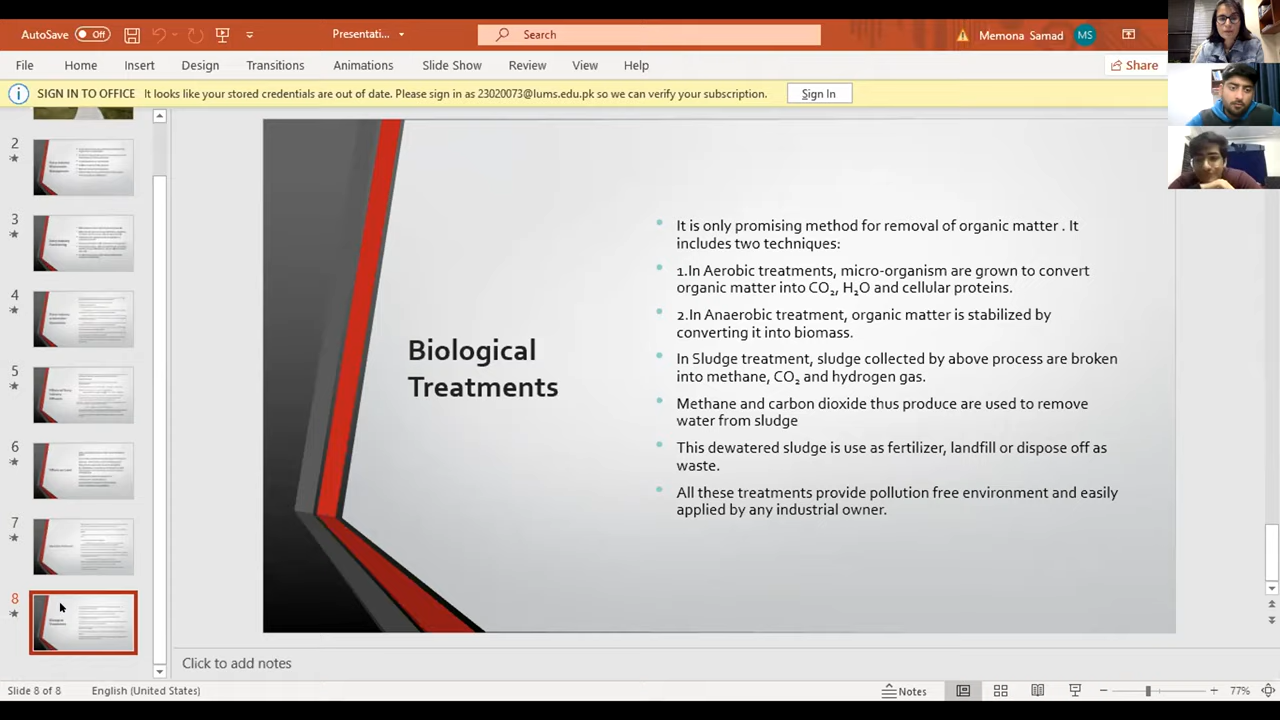 AutoSave
Off
Presentati...
Search
Memona Samad
MS
File
Home
Insert
Design
Transitions
Animations
Slide Show
Review
View
Help
Share
SIGN IN TO OFFICE
It looks like your stored credentials are out of date. Please sign in as 23020073@lums.edu.pk so we can verify your subscription.
Sign In
2
3
4
5
6
7
8
Biological
Treatments
It is only promising method for removal of organic matter . It
includes two techniques:
1.In Aerobic treatments, micro-organism are grown to convert
organic matter into CO₂, H₂O and cellular proteins.
2.In Anaerobic treatment, organic matter is stabilized by
converting it into biomass.
In Sludge treatment, sludge collected by above process are broken
into methane, CO₂ and hydrogen gas.
Methane and carbon dioxide thus produce are used to remove
water from sludge
This dewatered sludge is use as fertilizer, landfill or dispose off as
waste.
All these treatments provide pollution free environment and easily
applied by any industrial owner.
Click to add notes
Slide 8 of 8
English (United States)
Notes
77%